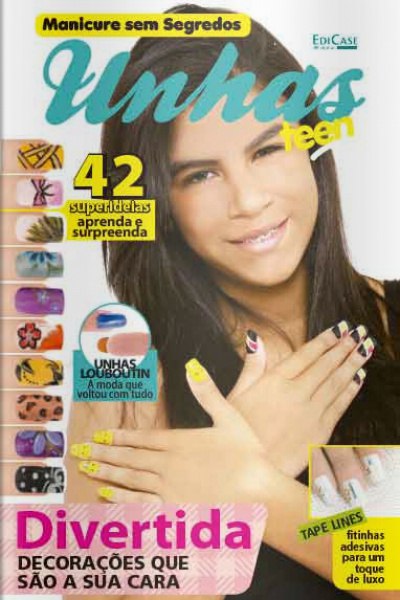 Manicure sem Segredos
EDICASE
Unhas
teen
42
superideias
aprenda e
surpreenda
UNHAS
LOUBOUTIN
A moda que
voltou com tudo
TAPE LINES
fitinhas
adesivas
para um
toque
de luxo
Divertida
DECORAÇÕES QUE
SÃO A SUA CARA